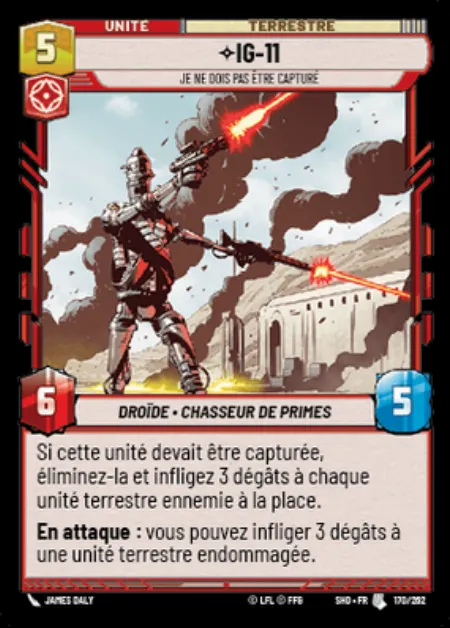 5
UNITÉ
TERRESTRE
IG-11
JE NE DOIS PAS ÊTRE CAPTURÉ
6
5
DROÏDE • CHASSEUR DE PRIMES
Si cette unité devait être capturée,
éliminez-la et infligez 3 dégâts à chaque
unité terrestre ennemie à la place.
En attaque : vous pouvez infliger 3 dégâts à
une unité terrestre endommagée.
JAMES DALY
© LFL © FFG
SHD • FR
170/262